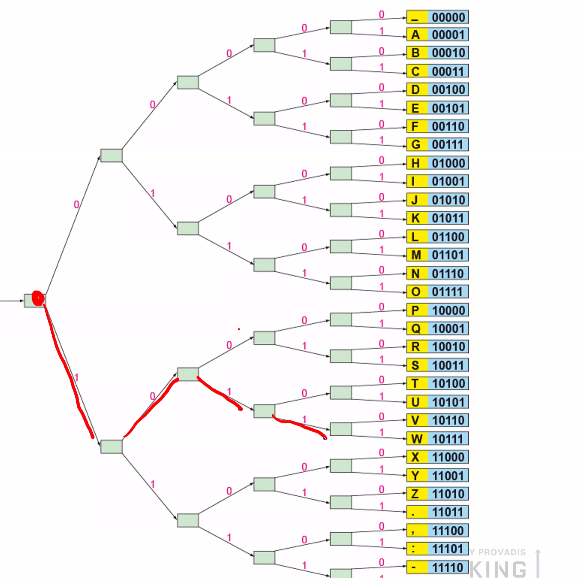 _ 00000
A 00001
B 00010
C 00011
D 00100
E 00101
F 00110
G 00111
H 01000
I 01001
J 01010
K 01011
L 01100
M 01101
N 01110
O 01111
P 10000
Q 10001
R 10010
S 10011
T 10100
U 10101
V 10110
W 10111
X 11000
Y 11001
Z 11010
. 11011
, 11100
: 11101
- 11110
0
1
0
1
0
1
0
1
0
1
0
1
0
1
0
1
0
1
0
1
0
1
0
1
0
1
0
1
0
1
0
1
0
1
0
1
0
1
0
1
0
1
0
1
0
1
0
1
0
1
0
1
0
1
0
1
0
1
0
Y PROVADIS
KING